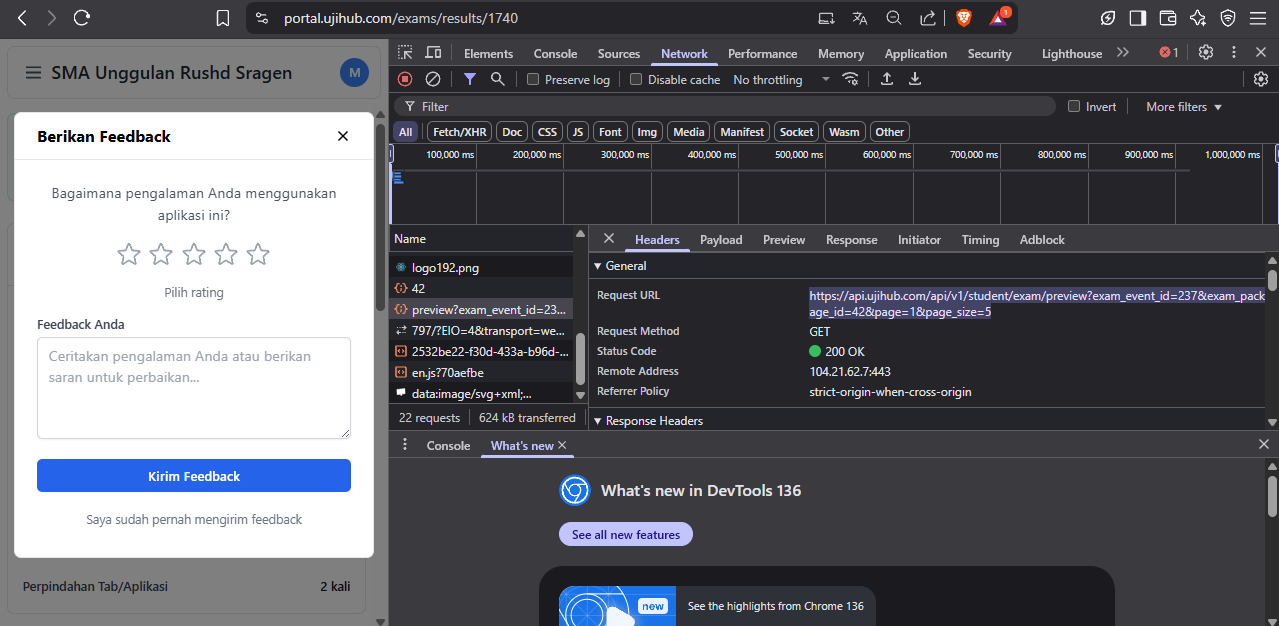 portal.ujihub.com/exams/results/1740
1
SMA Unggulan Rushd Sragen
M
Berikan Feedback
Bagaimana pengalaman Anda menggunakan
aplikasi ini?
Pilih rating
Feedback Anda
Ceritakan pengalaman Anda atau berikan
saran untuk perbaikan...
Kirim Feedback
Saya sudah pernah mengirim feedback
Perpindahan Tab/Aplikasi 2 kali
Elements Console Sources Network Performance Memory Application Security Lighthouse 1
Preserve log Disable cache No throttling
Filter Invert More filters
All Fetch/XHR Doc CSS JS Font Img Media Manifest Socket Wasm Other
100,000 ms 200,000 ms 300,000 ms 400,000 ms 500,000 ms 600,000 ms 700,000 ms 800,000 ms 900,000 ms 1,000,000 ms
Name
logo192.png
42
preview?exam_event_id=23...
797/?EIO=4&transport=we...
2532be22-f30d-433a-b96d-...
en.js?70aefbe
data:image/svg+xml;...
22 requests 624 kB transferred
Headers Payload Preview Response Initiator Timing Adblock
General
Request URL https://api.ujihub.com/api/v1/student/exam/preview?exam_event_id=237&exam_pack
age_id=42&page=1&page_size=5
Request Method GET
Status Code 200 OK
Remote Address 104.21.62.7:443
Referrer Policy strict-origin-when-cross-origin
Response Headers
Console What's new
What's new in DevTools 136
See all new features
new
See the highlights from Chrome 136